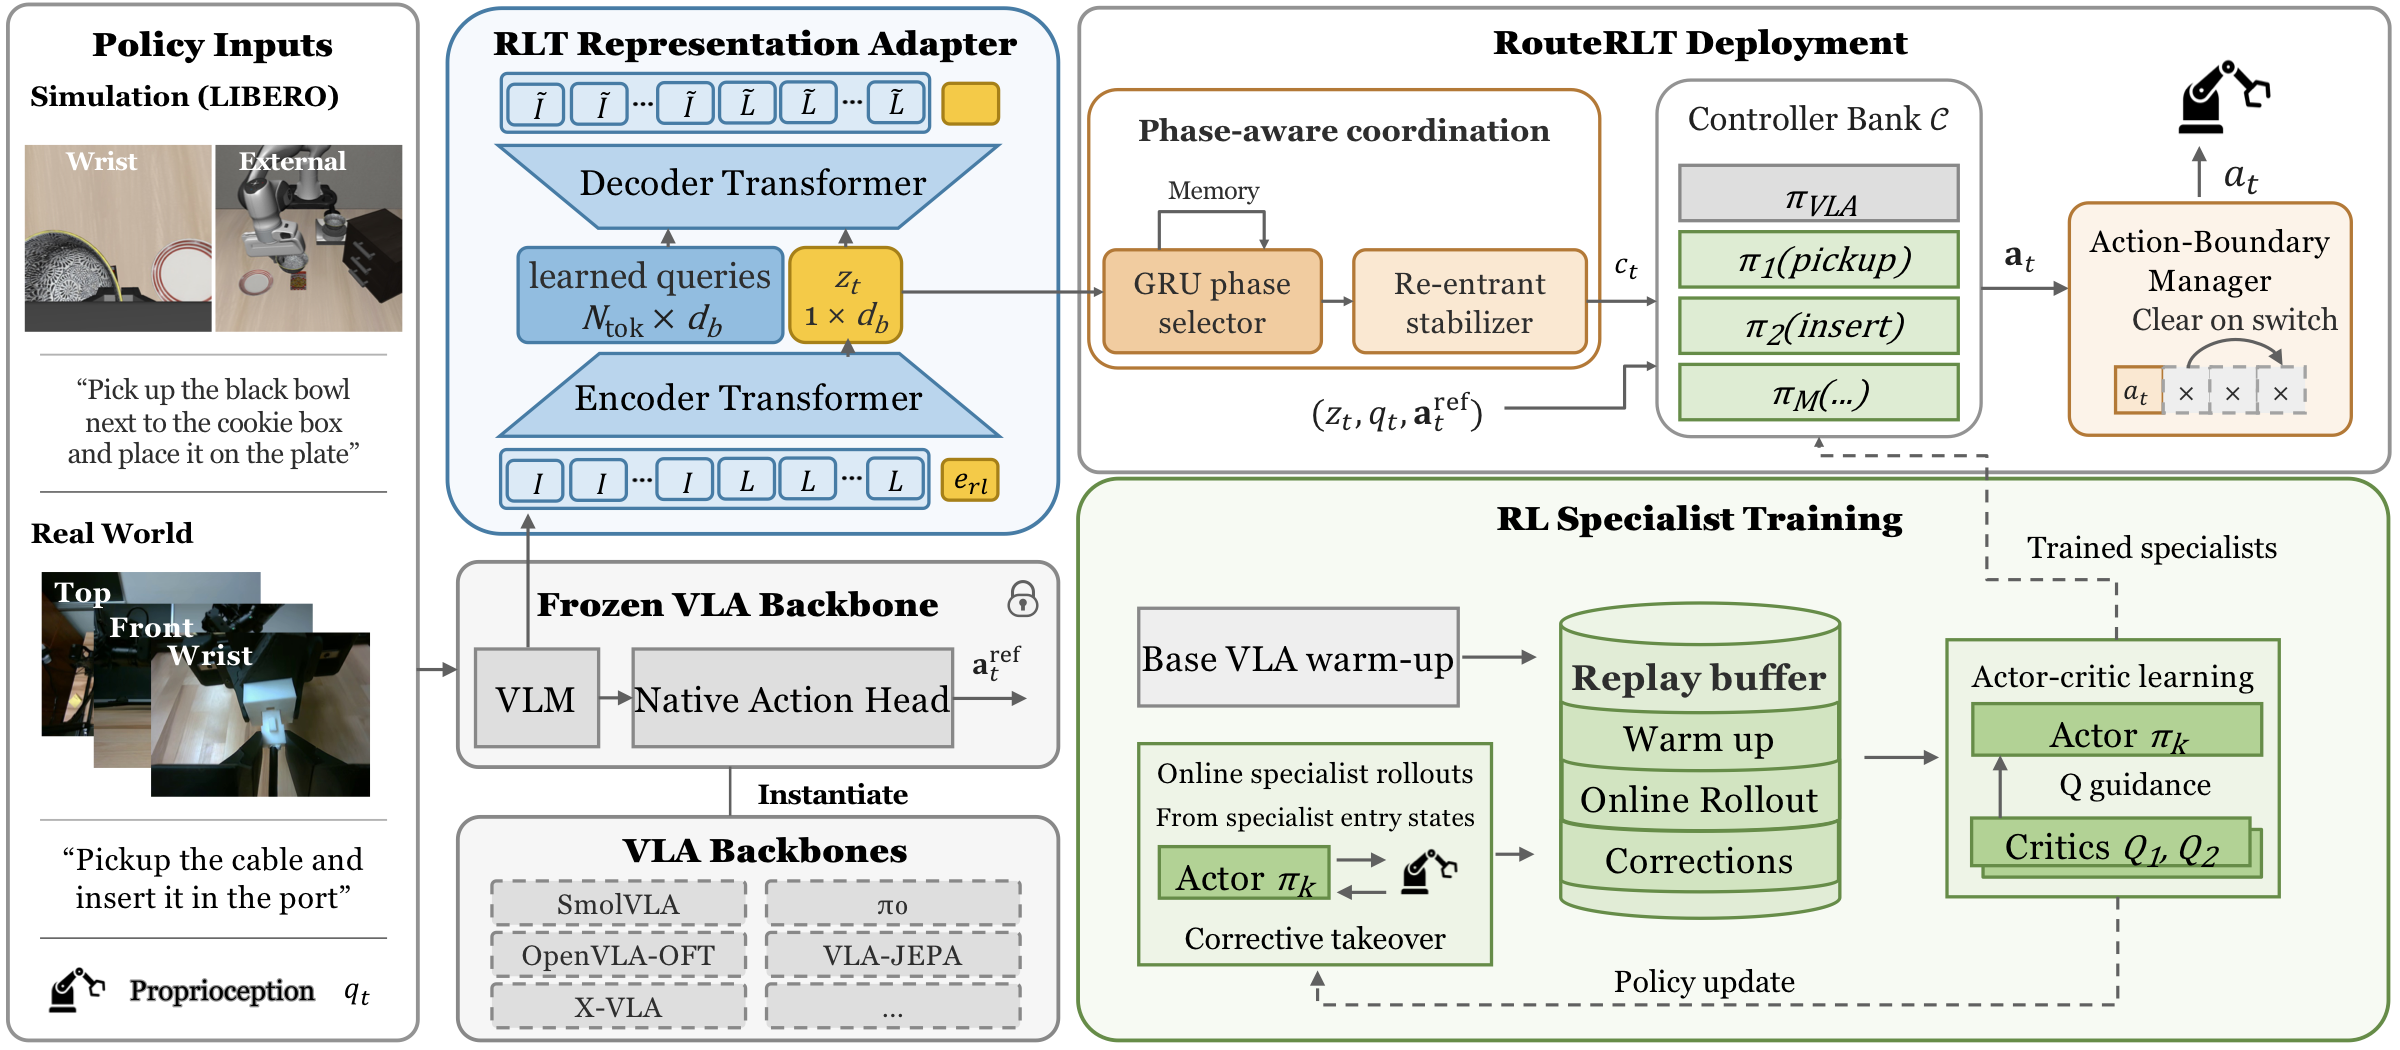 Policy Inputs
Simulation (LIBERO)
Wrist
External
“Pick up the black bowl
next to the cookie box
and place it on the plate”
Real World
Top
Front
Wrist
“Pickup the cable and
insert it in the port”
Proprioception q_t
RLT Representation Adapter
Ĩ Ĩ ··· Ĩ L̃ L̃ ··· L̃
Decoder Transformer
learned queries
N_tok × d_b
z_t
1 × d_b
Encoder Transformer
I I ··· I L L ··· L e_rl
Frozen VLA Backbone
VLM
Native Action Head
a_t^ref
Instantiate
VLA Backbones
SmolVLA
π0
OpenVLA-OFT
VLA-JEPA
X-VLA
...
RouteRLT Deployment
Phase-aware coordination
Memory
GRU phase
selector
Re-entrant
stabilizer
c_t
(z_t, q_t, a_t^ref)
Controller Bank 𝒞
π_VLA
π_1(pickup)
π_2(insert)
π_M(...)
a_t
a_t
Action-Boundary
Manager
Clear on switch
a_t × × ×
RL Specialist Training
Trained specialists
Base VLA warm-up
Online specialist rollouts
From specialist entry states
Actor π_k
Corrective takeover
Replay buffer
Warm up
Online Rollout
Corrections
Actor-critic learning
Actor π_k
Q guidance
Critics Q_1, Q_2
Policy update